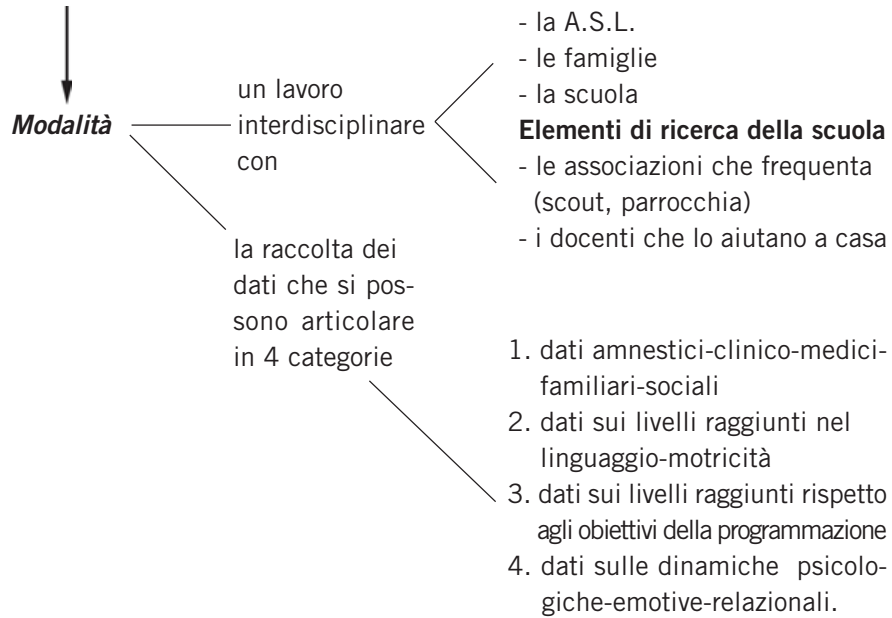 Modalità
un lavoro
interdisciplinare
con
- la A.S.L.
- le famiglie
- la scuola
Elementi di ricerca della scuola
- le associazioni che frequenta
(scout, parrocchia)
- i docenti che lo aiutano a casa
la raccolta dei
dati che si pos-
sono articolare
in 4 categorie
1. dati amnestici-clinico-medici-
familiari-sociali
2. dati sui livelli raggiunti nel
linguaggio-motricità
3. dati sui livelli raggiunti rispetto
agli obiettivi della programmazione
4. dati sulle dinamiche psicolo-
giche-emotive-relazionali.